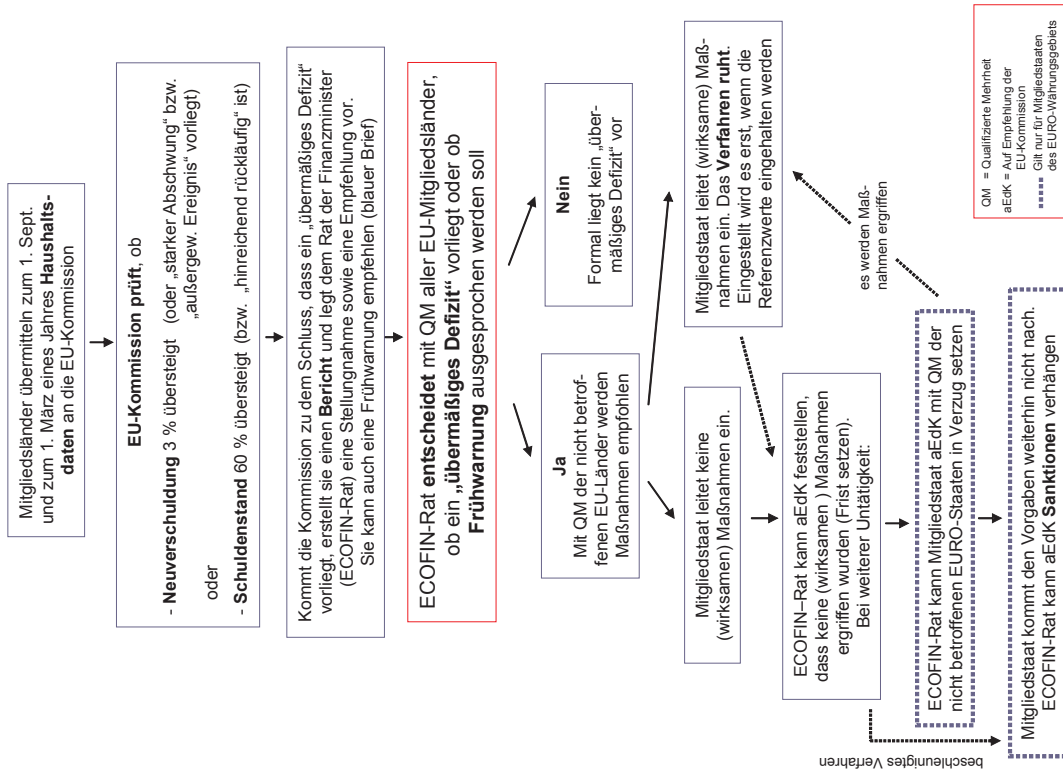 Mitgliedsländer übermitteln zum 1. Sept.
und zum 1. März eines Jahres Haushalts-
daten an die EU-Kommission
EU-Kommission prüft, ob
- Neuverschuldung 3 % übersteigt (oder „starker Abschwung“ bzw.
„außergew. Ereignis“ vorliegt)
oder
- Schuldenstand 60 % übersteigt (bzw. „hinreichend rückläufig“ ist)
Kommt die Kommission zu dem Schluss, dass ein „übermäßiges Defizit“
vorliegt, erstellt sie einen Bericht und legt dem Rat der Finanzminister
(ECOFIN-Rat) eine Stellungnahme sowie eine Empfehlung vor.
Sie kann auch eine Frühwarnung empfehlen (blauer Brief)
ECOFIN-Rat entscheidet mit QM aller EU-Mitgliedsländer,
ob ein „übermäßiges Defizit“ vorliegt oder ob
Frühwarnung ausgesprochen werden soll
Ja
Mit QM der nicht betrof-
fenen EU-Länder werden
Maßnahmen empfohlen
Nein
Formal liegt kein „über-
mäßiges Defizit“ vor
Mitgliedstaat leitet keine
(wirksamen) Maßnahmen ein.
Mitgliedstaat leitet (wirksame) Maß-
nahmen ein. Das Verfahren ruht.
Eingestellt wird es erst, wenn die
Referenzwerte eingehalten werden
ECOFIN–Rat kann aEdK feststellen,
dass keine (wirksamen ) Maßnahmen
ergriffen wurden (Frist setzen).
Bei weiterer Untätigkeit:
es werden Maß-
nahmen ergriffen
beschleunigtes Verfahren
ECOFIN-Rat kann Mitgliedstaat aEdK mit QM der
nicht betroffenen EURO-Staaten in Verzug setzen
Mitgliedstaat kommt den Vorgaben weiterhin nicht nach.
ECOFIN-Rat kann aEdK Sanktionen verhängen
QM = Qualifizierte Mehrheit
aEdK = Auf Empfehlung der
EU-Kommission
Gilt nur für Mitgliedstaaten
des EURO-Währungsgebiets